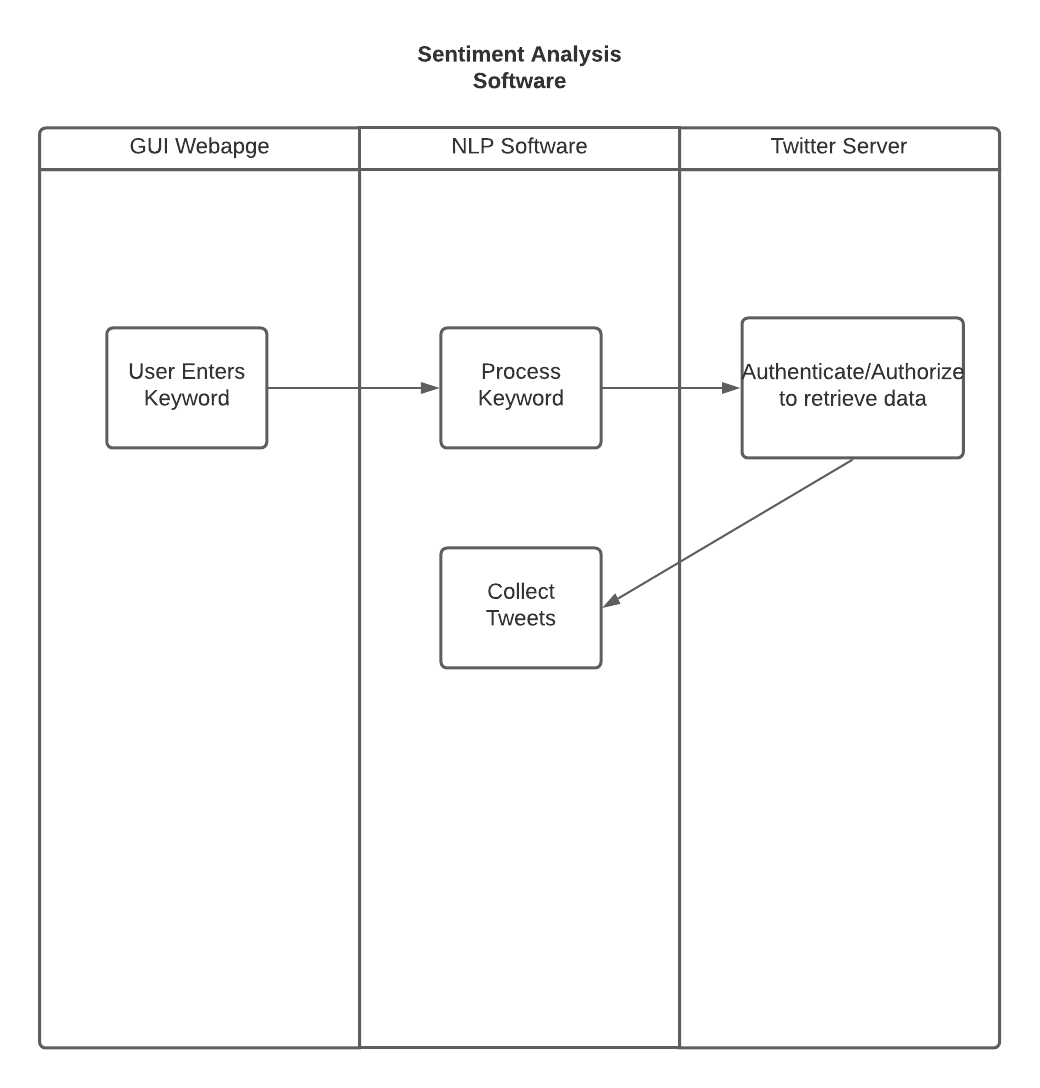 Sentiment Analysis
Software
GUI Webapge
NLP Software
Twitter Server
User Enters
Keyword
Process
Keyword
Authenticate/Authorize
to retrieve data
Collect
Tweets